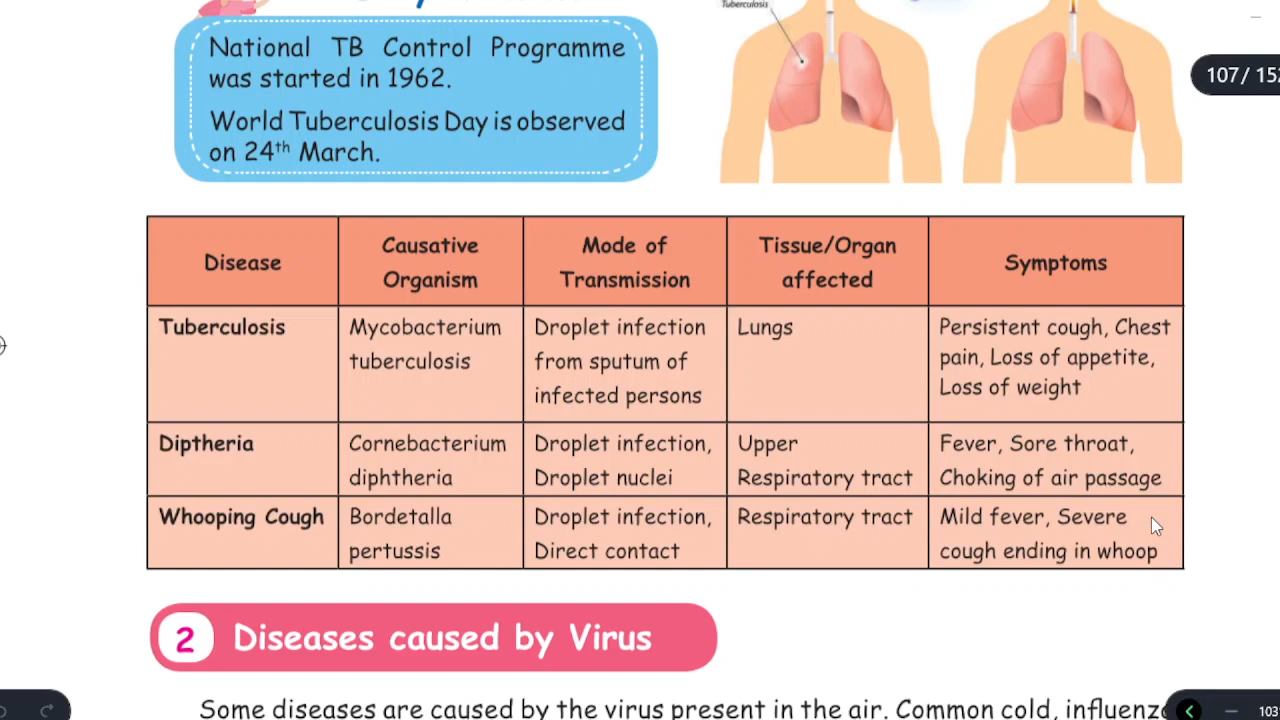 Tuberculosis
National TB Control Programme
was started in 1962.
World Tuberculosis Day is observed
on 24th March.
107/ 152
Disease
Causative
Organism
Mode of
Transmission
Tissue/Organ
affected
Symptoms
Tuberculosis
Mycobacterium
tuberculosis
Droplet infection
from sputum of
infected persons
Lungs
Persistent cough, Chest
pain, Loss of appetite,
Loss of weight
Diptheria
Cornebacterium
diphtheria
Droplet infection,
Droplet nuclei
Upper
Respiratory tract
Fever, Sore throat,
Choking of air passage
Whooping Cough
Bordetalla
pertussis
Droplet infection,
Direct contact
Respiratory tract
Mild fever, Severe
cough ending in whoop
2 Diseases caused by Virus
Some diseases are caused by the virus present in the air. Common cold, influenz
103